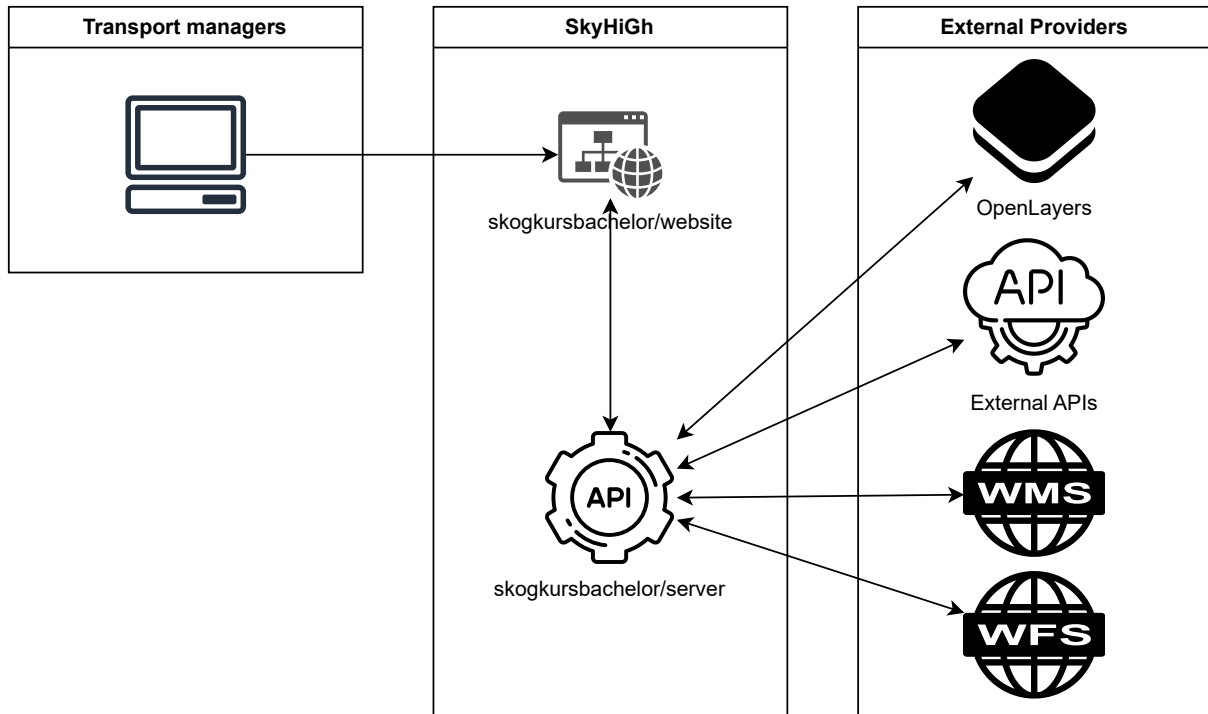 Transport managers
SkyHiGh
External Providers
skogkursbachelor/website
OpenLayers
API
External APIs
API
skogkursbachelor/server
WMS
WFS